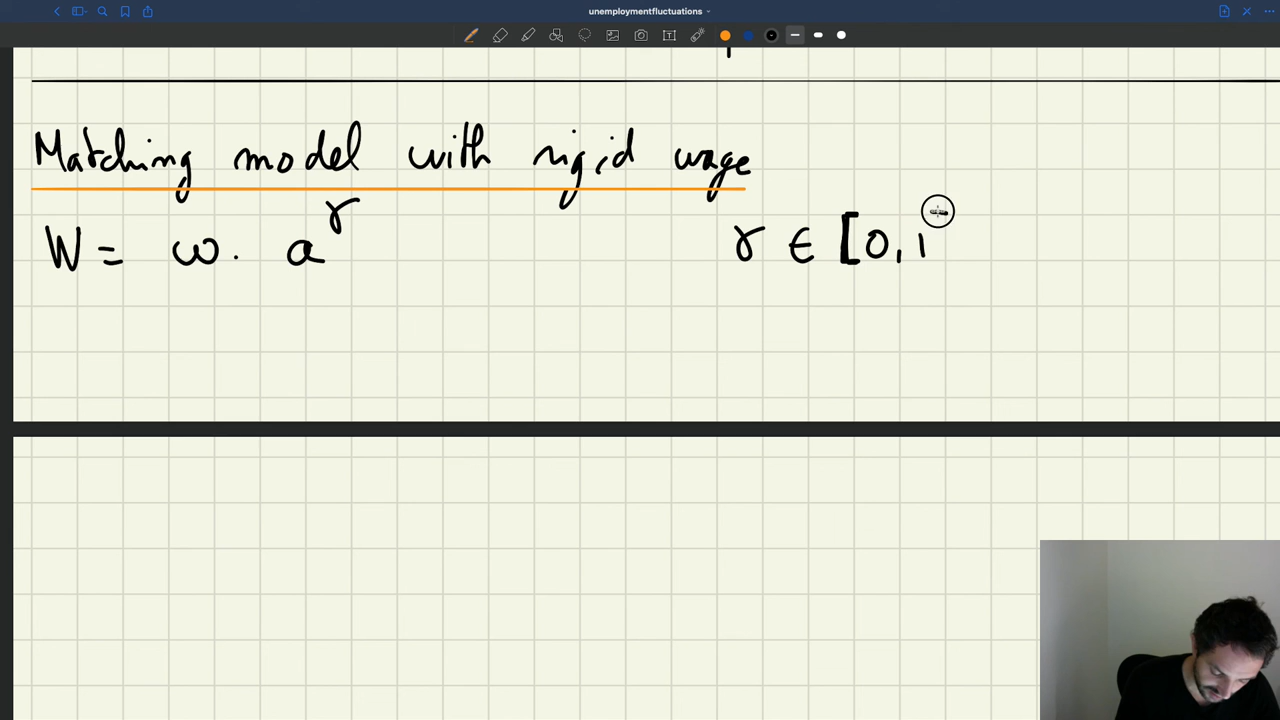 unemploymentfluctuations
Matching model with rigid wage
W = ω · a^γ γ ∈ [0, 1